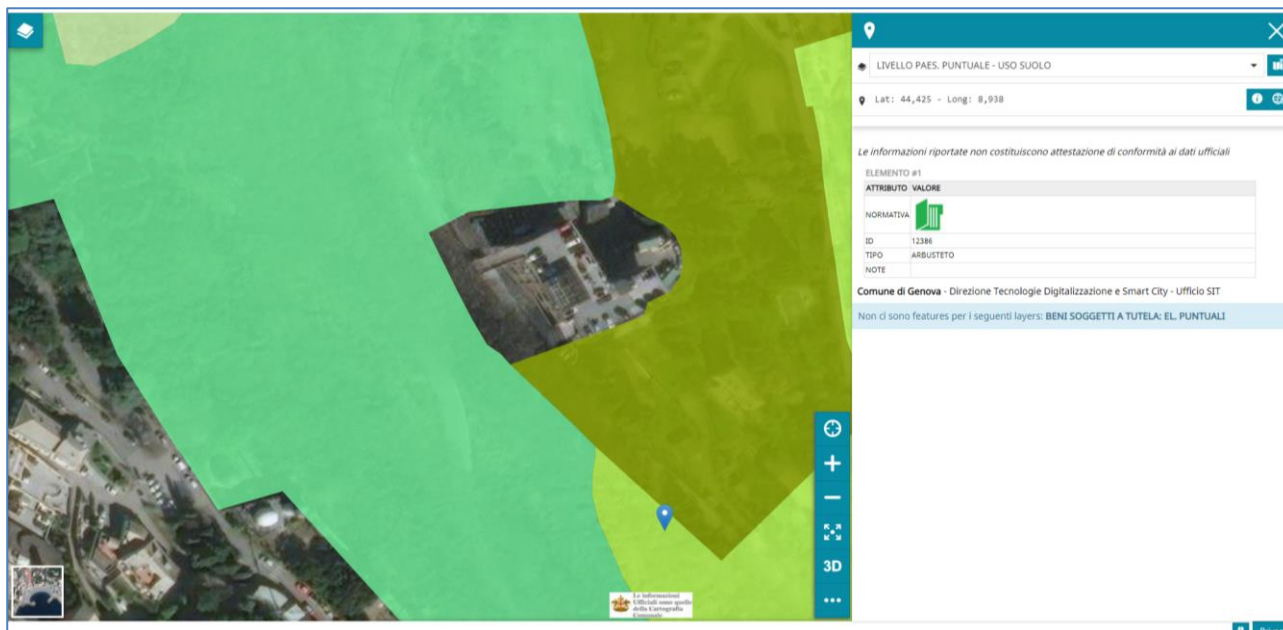 LIVELLO PAES. PUNTUALE - USO SUOLO
Lat: 44,425 - Long: 8,938
Le informazioni riportate non costituiscono attestazione di conformità ai dati ufficiali
ELEMENTO #1
ATTRIBUTO VALORE
NORMATIVA
ID 12386
TIPO ARBUSTETO
NOTE
Comune di Genova - Direzione Tecnologie Digitalizzazione e Smart City - Ufficio SIT
Non ci sono features per i seguenti layers: BENI SOGGETTI A TUTELA: EL. PUNTUALI
3D
Le informazioni
Ufficiali sono quelle
della Cartografia
Comunale